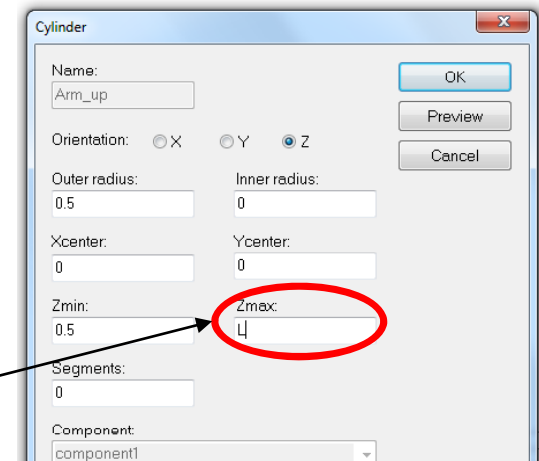 Cylinder
x
Name:
Arm_up
OK
Preview
Orientation: X Y Z
Cancel
Outer radius: Inner radius:
0.5 0
Xcenter: Ycenter:
0 0
Zmin: Zmax:
0.5 L
Segments:
0
Component:
component1